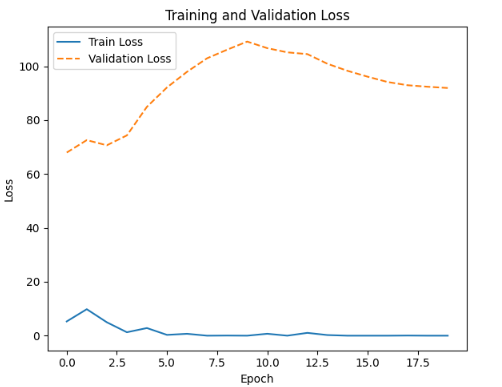 Training and Validation Loss
Train Loss
Validation Loss
100
80
60
40
20
0
Loss
0.0 2.5 5.0 7.5 10.0 12.5 15.0 17.5
Epoch